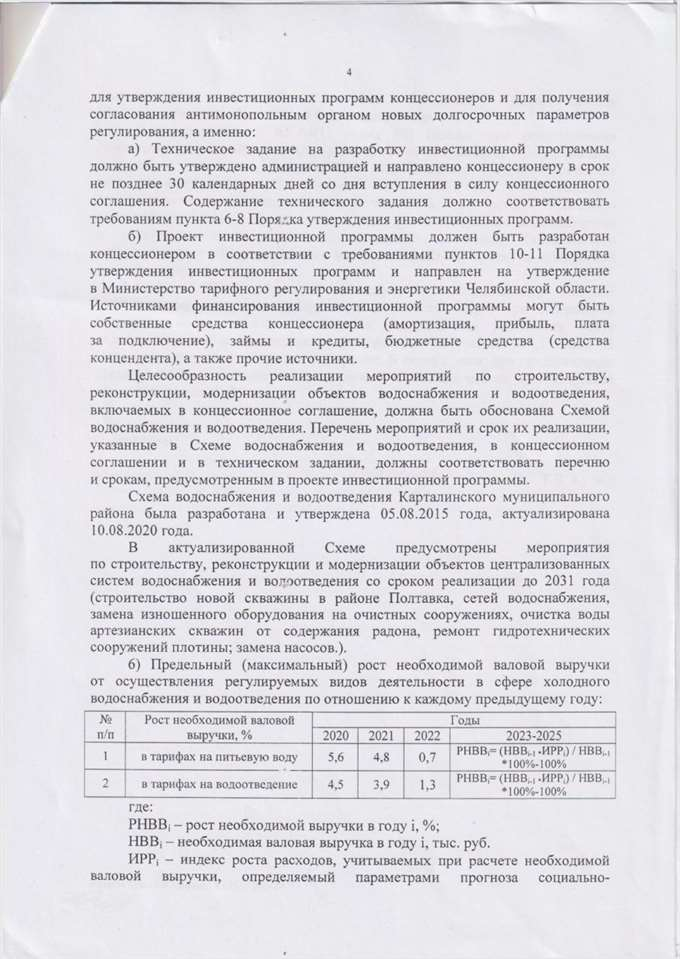 4
для утверждения инвестиционных программ концессионеров и для получения
согласования антимонопольным органом новых долгосрочных параметров
регулирования, а именно:
а) Техническое задание на разработку инвестиционной программы
должно быть утверждено администрацией и направлено концессионеру в срок
не позднее 30 календарных дней со дня вступления в силу концессионного
соглашения. Содержание технического задания должно соответствовать
требованиям пункта 6-8 Порядка утверждения инвестиционных программ.
б) Проект инвестиционной программы должен быть разработан
концессионером в соответствии с требованиями пунктов 10-11 Порядка
утверждения инвестиционных программ и направлен на утверждение
в Министерство тарифного регулирования и энергетики Челябинской области.
Источниками финансирования инвестиционной программы могут быть
собственные средства концессионера (амортизация, прибыль, плата
за подключение), займы и кредиты, бюджетные средства (средства
концендента), а также прочие источники.
Целесообразность реализации мероприятий по строительству,
реконструкции, модернизации объектов водоснабжения и водоотведения,
включаемых в концессионное соглашение, должна быть обоснована Схемой
водоснабжения и водоотведения. Перечень мероприятий и срок их реализации,
указанные в Схеме водоснабжения и водоотведения, в концессионном
соглашении и в техническом задании, должны соответствовать перечню
и срокам, предусмотренным в проекте инвестиционной программы.
Схема водоснабжения и водоотведения Карталинского муниципального
района была разработана и утверждена 05.08.2015 года, актуализирована
10.08.2020 года.
В актуализированной Схеме предусмотрены мероприятия
по строительству, реконструкции и модернизации объектов централизованных
систем водоснабжения и водоотведения со сроком реализации до 2031 года
(строительство новой скважины в районе Полтавка, сетей водоснабжения,
замена изношенного оборудования на очистных сооружениях, очистка воды
артезианских скважин от содержания радона, ремонт гидротехнических
сооружений плотины; замена насосов.).
6) Предельный (максимальный) рост необходимой валовой выручки
от осуществления регулируемых видов деятельности в сфере холодного
водоснабжения и водоотведения по отношению к каждому предыдущему году:
№ п/п Рост необходимой валовой выручки, % Годы
2020 2021 2022 2023-2025
1 в тарифах на питьевую воду 5,6 4,8 0,7 РНВВi= (НВВi-1 -ИРРi) / НВВi-1 *100%-100%
2 в тарифах на водоотведение 4,5 3,9 1,3 РНВВi= (НВВi-1 -ИРРi) / НВВi-1 *100%-100%
где:
РНВВi – рост необходимой выручки в году i, %;
НВВi – необходимая валовая выручка в году i, тыс. руб.
ИРРi – индекс роста расходов, учитываемых при расчете необходимой
валовой выручки, определяемый параметрами прогноза социально-